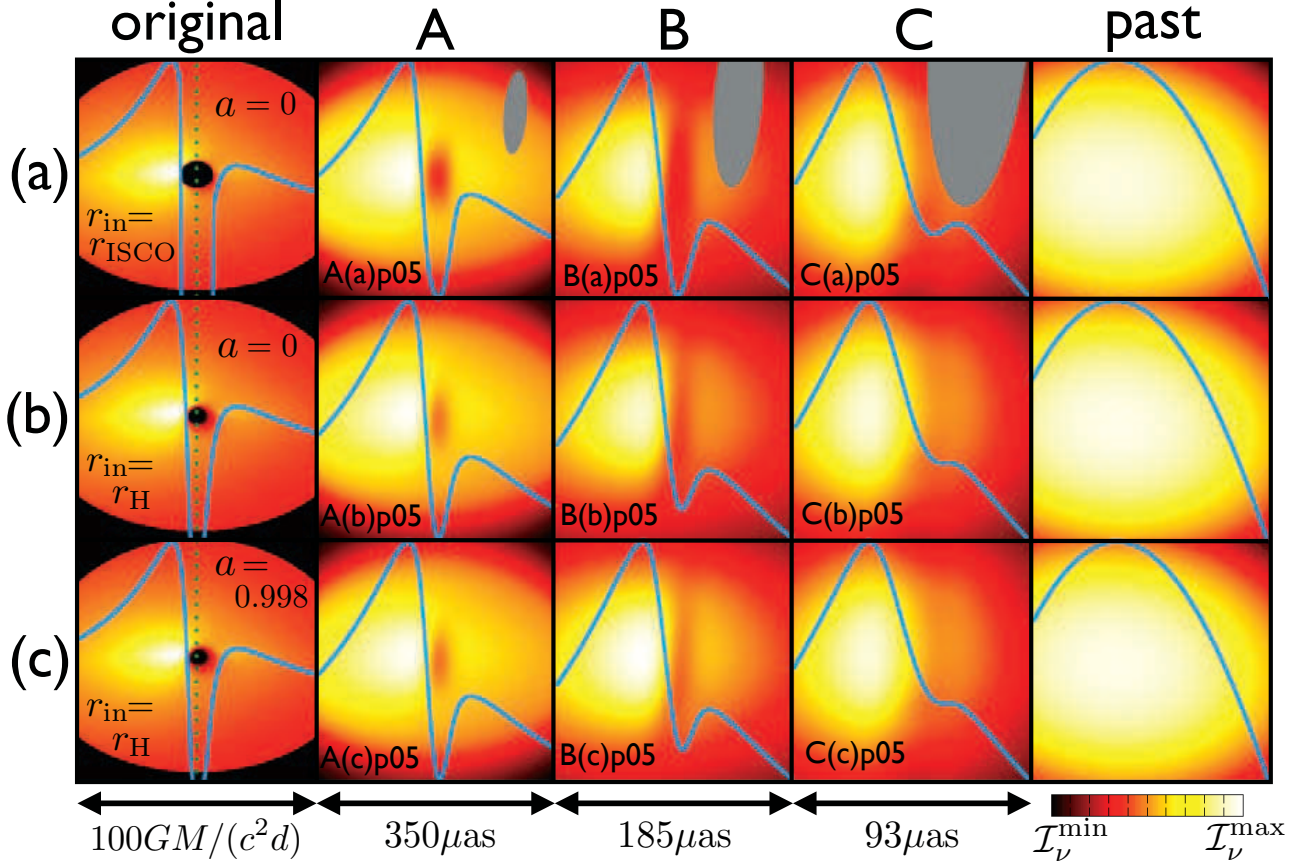 original A B C past
(a)
a = 0
r_in=
r_ISCO
A(a)p05 B(a)p05 C(a)p05
(b)
a = 0
r_in=
r_H
A(b)p05 B(b)p05 C(b)p05
(c)
a =
0.998
r_in=
r_H
A(c)p05 B(c)p05 C(c)p05
100GM/(c²d) 350μas 185μas 93μas I_ν^min I_ν^max